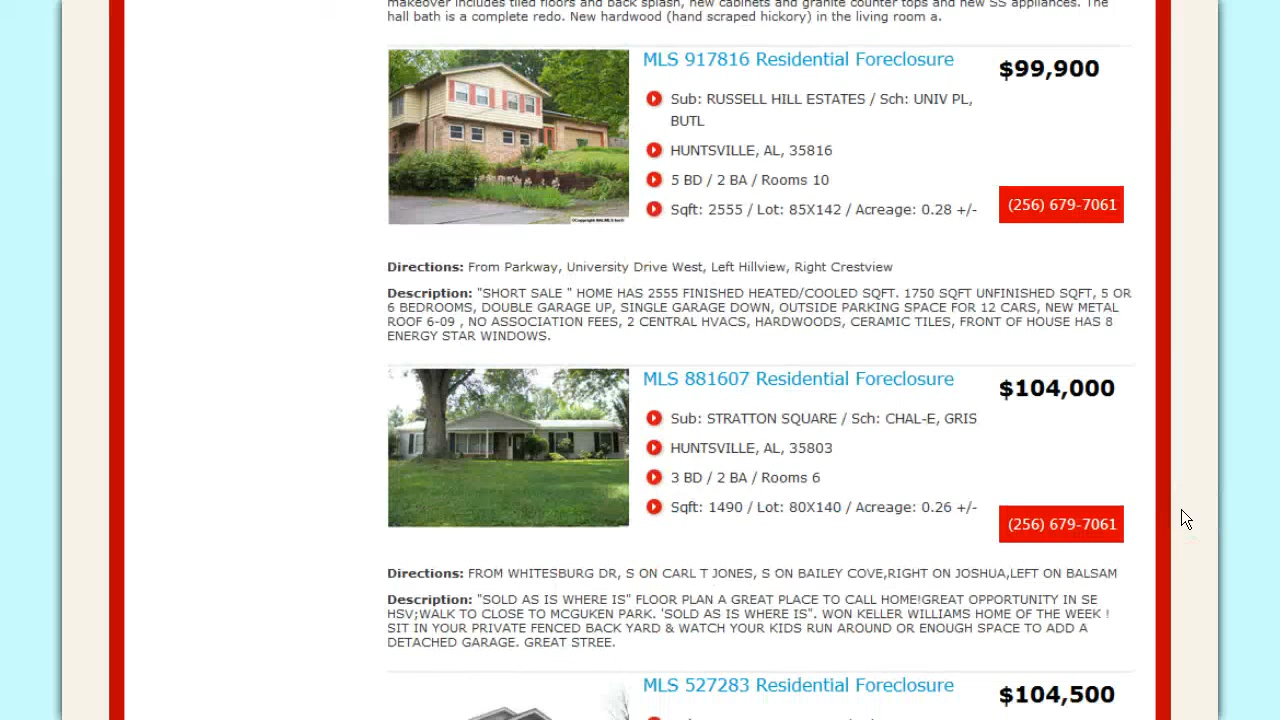 makeover includes tiled floors and back splash, new cabinets and granite counter tops and new SS appliances. The
hall bath is a complete redo. New hardwood (hand scraped hickory) in the living room a.
MLS 917816 Residential Foreclosure
$99,900
Sub: RUSSELL HILL ESTATES / Sch: UNIV PL,
BUTL
HUNTSVILLE, AL, 35816
5 BD / 2 BA / Rooms 10
Sqft: 2555 / Lot: 85X142 / Acreage: 0.28 +/-
(256) 679-7061
Directions: From Parkway, University Drive West, Left Hillview, Right Crestview
Description: "SHORT SALE " HOME HAS 2555 FINISHED HEATED/COOLED SQFT. 1750 SQFT UNFINISHED SQFT, 5 OR
6 BEDROOMS, DOUBLE GARAGE UP, SINGLE GARAGE DOWN, OUTSIDE PARKING SPACE FOR 12 CARS, NEW METAL
ROOF 6-09 , NO ASSOCIATION FEES, 2 CENTRAL HVACS, HARDWOODS, CERAMIC TILES, FRONT OF HOUSE HAS 8
ENERGY STAR WINDOWS.
MLS 881607 Residential Foreclosure
$104,000
Sub: STRATTON SQUARE / Sch: CHAL-E, GRIS
HUNTSVILLE, AL, 35803
3 BD / 2 BA / Rooms 6
Sqft: 1490 / Lot: 80X140 / Acreage: 0.26 +/-
(256) 679-7061
Directions: FROM WHITESBURG DR, S ON CARL T JONES, S ON BAILEY COVE,RIGHT ON JOSHUA,LEFT ON BALSAM
Description: "SOLD AS IS WHERE IS" FLOOR PLAN A GREAT PLACE TO CALL HOME!GREAT OPPORTUNITY IN SE
HSV;WALK TO CLOSE TO MCGUKEN PARK. 'SOLD AS IS WHERE IS". WON KELLER WILLIAMS HOME OF THE WEEK !
SIT IN YOUR PRIVATE FENCED BACK YARD & WATCH YOUR KIDS RUN AROUND OR ENOUGH SPACE TO ADD A
DETACHED GARAGE. GREAT STREE.
MLS 527283 Residential Foreclosure
$104,500